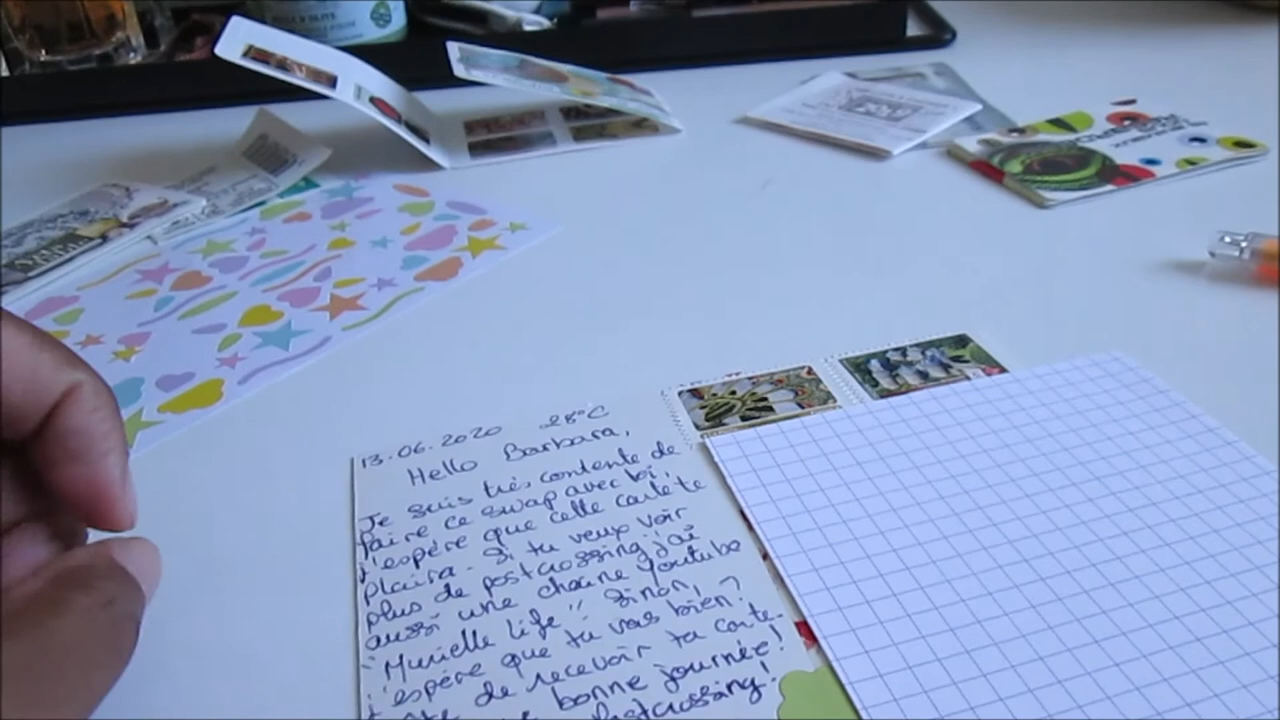 13.06.2020 28°C
Hello Barbara,
Je suis très contente de
faire ce swap avec toi,
j'espère que cette carte te
plaira. Si tu veux voir
plus de postcrossing j'ai
aussi une chaîne youtube
"Murielle Life" Sinon,
j'espère que tu vas bien?
de recevoir ta carte.
bonne journée!
Postcrossing!